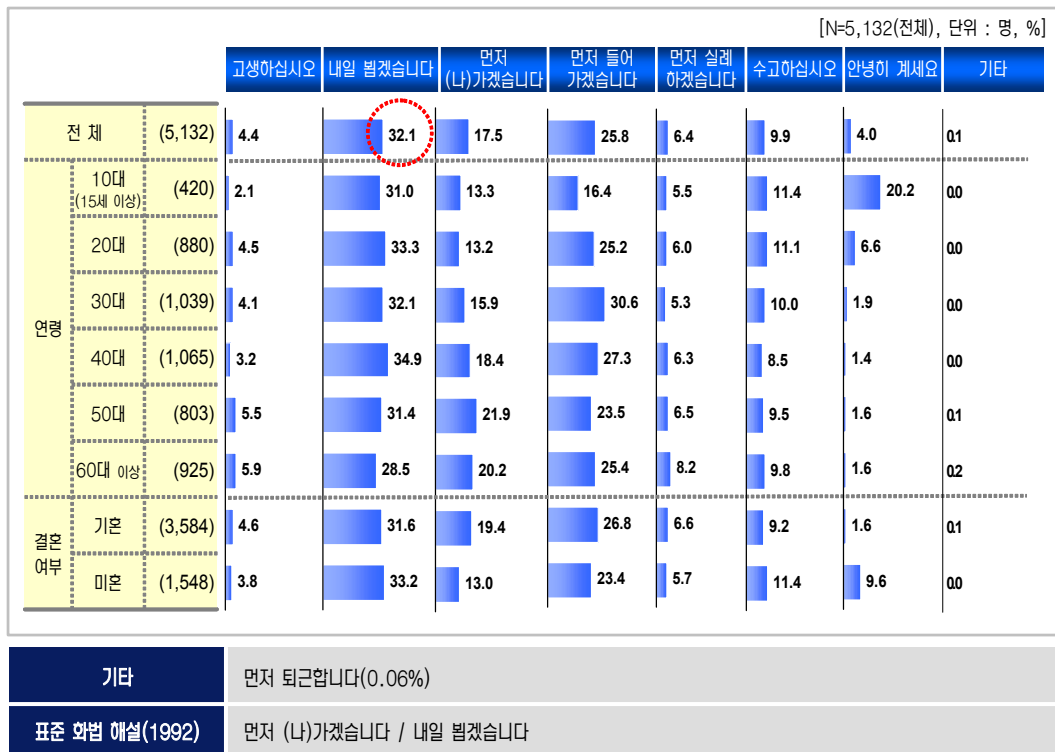 [N=5,132(전체), 단위 : 명, %]
고생하십시오 내일 뵙겠습니다 먼저 (나)가겠습니다 먼저 들어 가겠습니다 먼저 실례 하겠습니다 수고하십시오 안녕히 계세요 기타
전 체 (5,132) 4.4 32.1 17.5 25.8 6.4 9.9 4.0 0.1
연령
10대 (15세 이상) (420) 2.1 31.0 13.3 16.4 5.5 11.4 20.2 0.0
20대 (880) 4.5 33.3 13.2 25.2 6.0 11.1 6.6 0.0
30대 (1,039) 4.1 32.1 15.9 30.6 5.3 10.0 1.9 0.0
40대 (1,065) 3.2 34.9 18.4 27.3 6.3 8.5 1.4 0.0
50대 (803) 5.5 31.4 21.9 23.5 6.5 9.5 1.6 0.1
60대 이상 (925) 5.9 28.5 20.2 25.4 8.2 9.8 1.6 0.2
결혼 여부
기혼 (3,584) 4.6 31.6 19.4 26.8 6.6 9.2 1.6 0.1
미혼 (1,548) 3.8 33.2 13.0 23.4 5.7 11.4 9.6 0.0
기타 먼저 퇴근합니다(0.06%)
표준 화법 해설(1992) 먼저 (나)가겠습니다 / 내일 뵙겠습니다